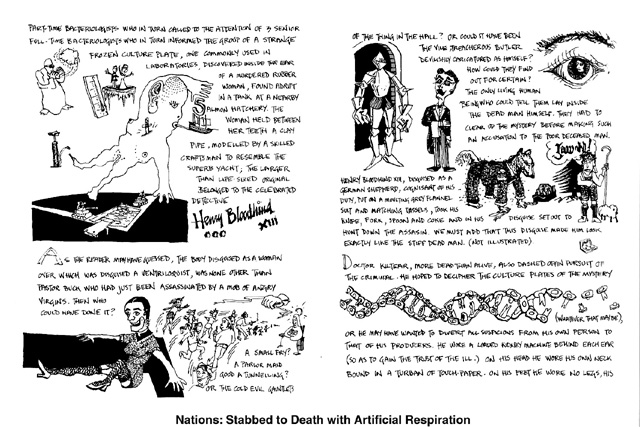 PART-TIME BACTERIOLOGISTS WHO IN TURN CALLED TO THE ATTENTION OF 3 SENIOR
FULL-TIME BACTERIOLOGISTS WHO IN TURN INFORMED THE GROUP OF A STRANGE
FROZEN CULTURE PLATE, ONE COMMONLY USED IN
LABORATORIES, DISCOVERED INSIDE THE EAR
OF A MURDERED RUBBER
WOMAN, FOUND ADRIFT
IN A TANK AT A NEARBY
SALMON HATCHERY. THE
WOMAN HELD BETWEEN
HER TEETH A CLAY
PIPE, MODELLED BY A SKILLED
CRAFTSMAN TO RESEMBLE THE
SUPERB YACHT, THE LARGER
THAN LIFE SIZED ORIGINAL
BELONGED TO THE CELEBRATED
DETECTIVE
Henry Bloodhund
XIII
AS THE READER MAY HAVE GUESSED, THE BODY DISGUISED AS A WOMAN
OVER WHICH WAS DISGUISED A VENTRILOQUIST, WAS NONE OTHER THAN
PASTOR BUCH WHO HAD JUST BEEN ASSASSINATED BY A MOB OF ANGRY
VIRGINS. THEN WHO
COULD HAVE DONE IT?
A SMALL FRY?
A PARLOR MAID
GOOD A TUNNELLING?
OR THE COLD EVIL GAUNTLETS
OF THE THING IN THE HALL? OR COULD IT HAVE BEEN
THE VILE TREACHEROUS BUTLER
DEVILISHLY CARICATURED AS HIMSELF?
HOW COULD THEY FIND
OUT FOR CERTAIN?
THE ONLY LIVING HUMAN
BEING WHO COULD TELL THEM LAY INSIDE
THE DEAD MAN HIMSELF. THEY HAD TO
CLEAR UP THE MYSTERY BEFORE MAKING SUCH
AN ACCUSATION TO THE POOR DECEASED MAN.
Jawohl!
HENRY BLOODHUND XIII, DISGUISED AS A
GERMAN SHEPHERD, COGNISANT OF HIS
DUTY, PUT ON A MOULTING GREY FLANNEL
SUIT AND MATCHING TASSELS, TOOK HIS
KNIFE, FORK, SPOON AND COKE AND IN HIS DISGUISE SET OUT TO
HUNT DOWN THE ASSASSIN. WE MUST ADD THAT THIS DISGUISE MADE HIM LOOK
EXACTLY LIKE THE STIFF DEAD MAN. (NOT ILLUSTRATED).
DOCTOR KILDEAR, MORE DEAD THAN ALIVE, ALSO DASHED OFF IN PURSUIT OF
THE CRIMINAL. HE HOPED TO DECIPHER THE CULTURE PLATES OF THE MYSTERY
(WHATEVER THAT MAY BE),
OR HE MAY HAVE WANTED TO DIVERT ALL SUSPICIONS FROM HIS OWN PERSON TO
THAT OF HIS PRODUCERS. HE WORE A LOADED KIDNEY MACHINE BEHIND EACH EAR
(SO AS TO GAIN THE TRUST OF THE ILL.) ON HIS HEAD HE WORE HIS OWN NECK
BOUND IN A TURBAN OF TOUCH-PAPER. ON HIS FEET HE WORE NO LEGS, HIS
Nations: Stabbed to Death with Artificial Respiration